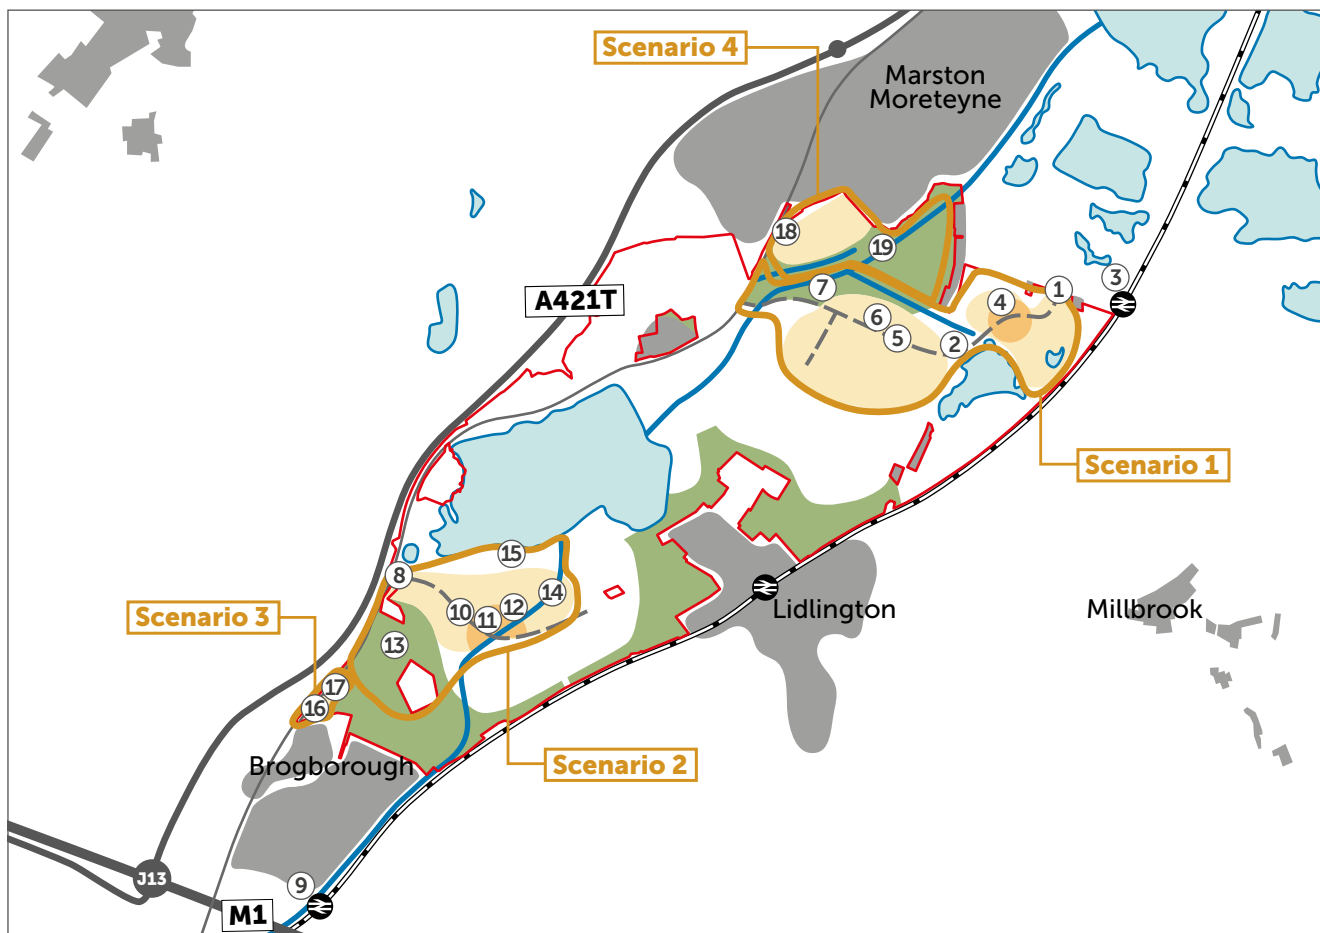 Scenario 4
Marston
Moreteyne
18
19
3
1
7
4
A421T
6
5
2
Scenario 1
15
8
14
10
12
11
Lidlington
Millbrook
Scenario 3
13
17
16
Brogborough
Scenario 2
J13
9
M1